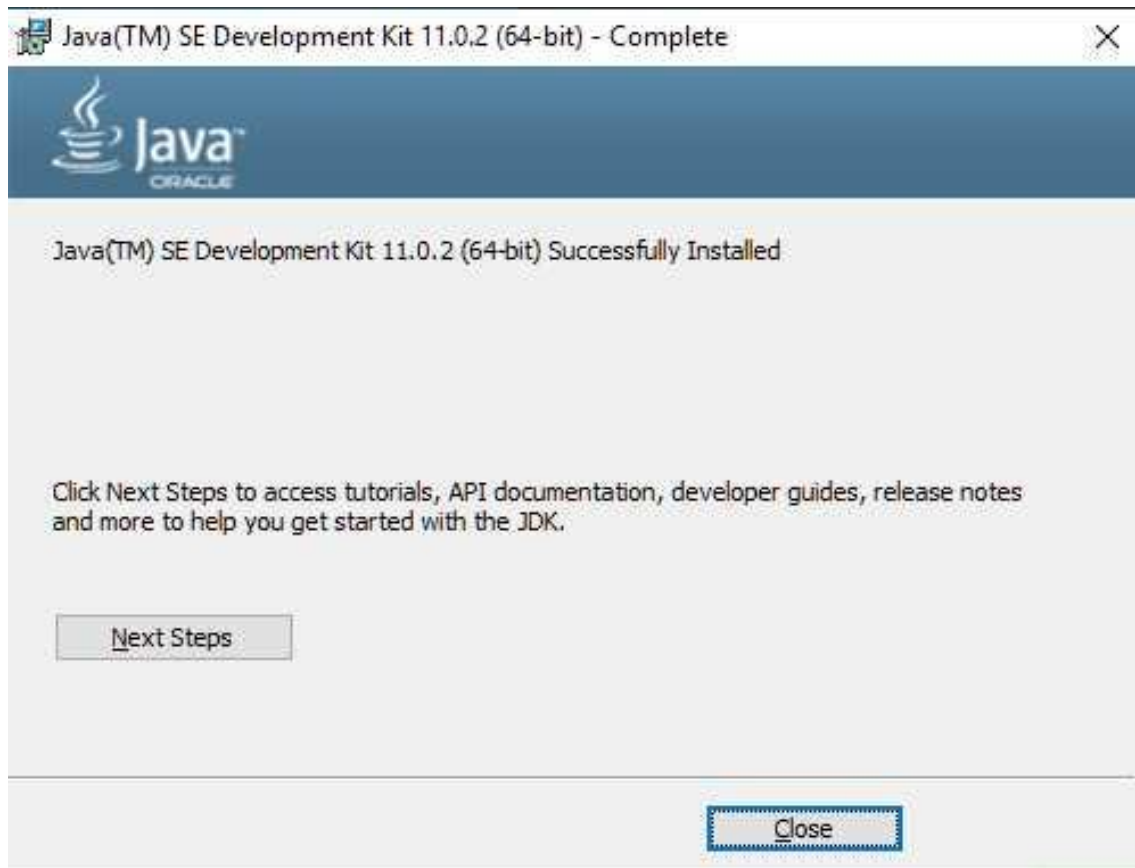 Java(TM) SE Development Kit 11.0.2 (64-bit) - Complete
Java™
ORACLE
Java(TM) SE Development Kit 11.0.2 (64-bit) Successfully Installed
Click Next Steps to access tutorials, API documentation, developer guides, release notes
and more to help you get started with the JDK.
Next Steps
Close